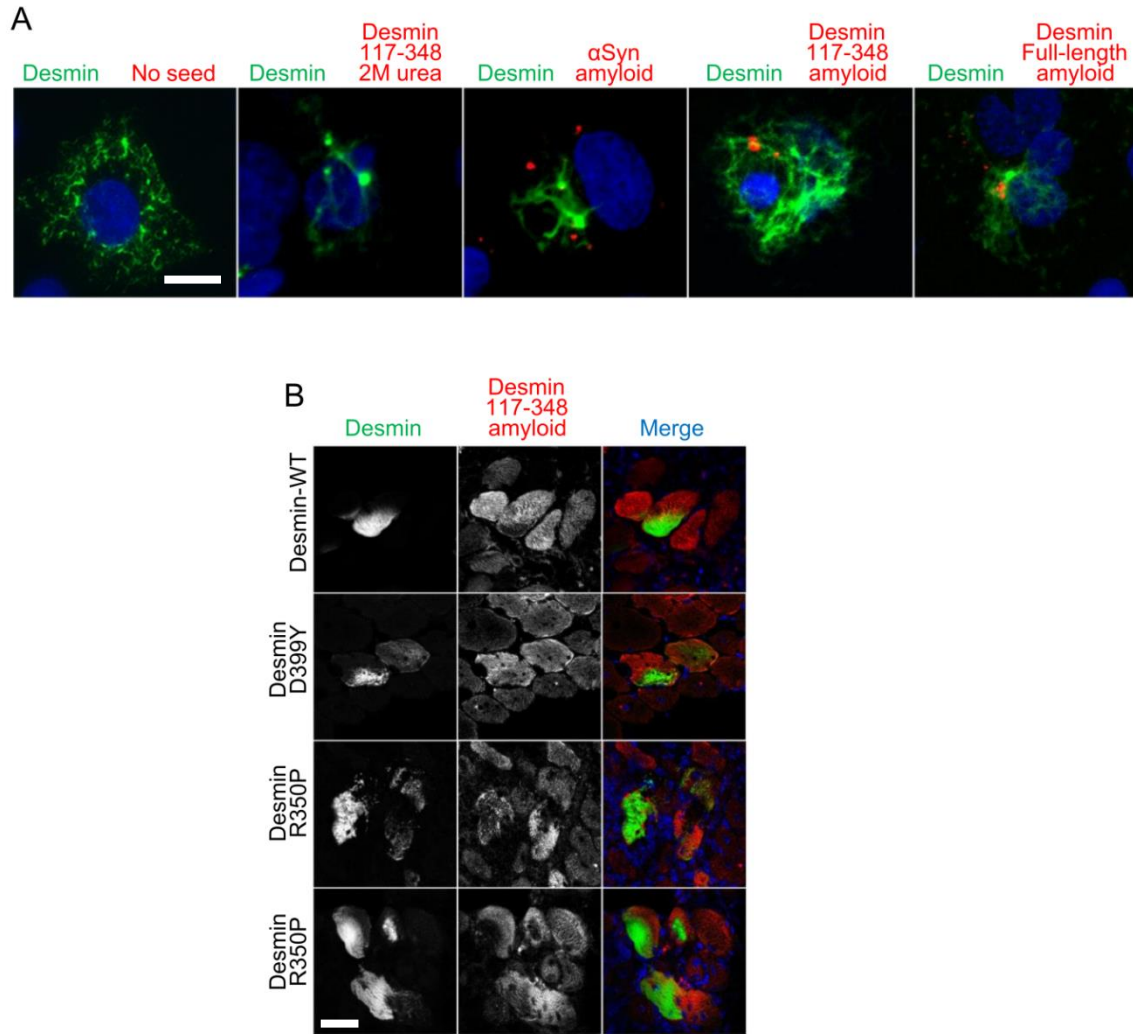 A
Desmin No seed
Desmin Desmin
117-348
2M urea
Desmin αSyn
amyloid
Desmin Desmin
117-348
amyloid
Desmin Desmin
Full-length
amyloid
B
Desmin
Desmin
117-348
amyloid
Merge
Desmin-WT
Desmin
D399Y
Desmin
R350P
Desmin
R350P